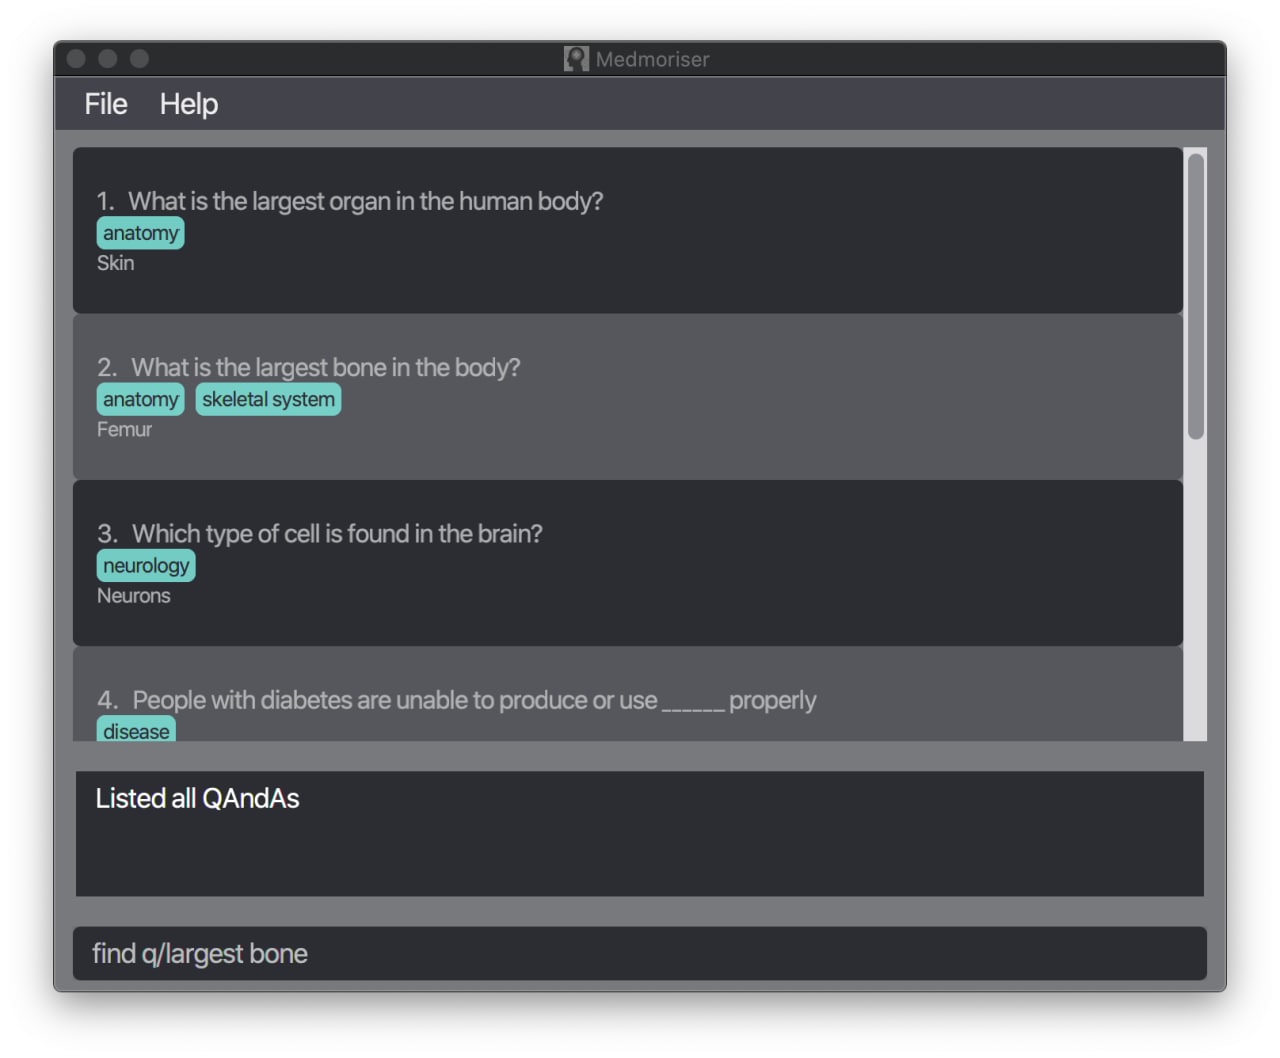 Medmoriser
File Help
1. What is the largest organ in the human body?
anatomy
Skin
2. What is the largest bone in the body?
anatomy skeletal system
Femur
3. Which type of cell is found in the brain?
neurology
Neurons
4. People with diabetes are unable to produce or use ______ properly
disease
Listed all QAndAs
find q/largest bone